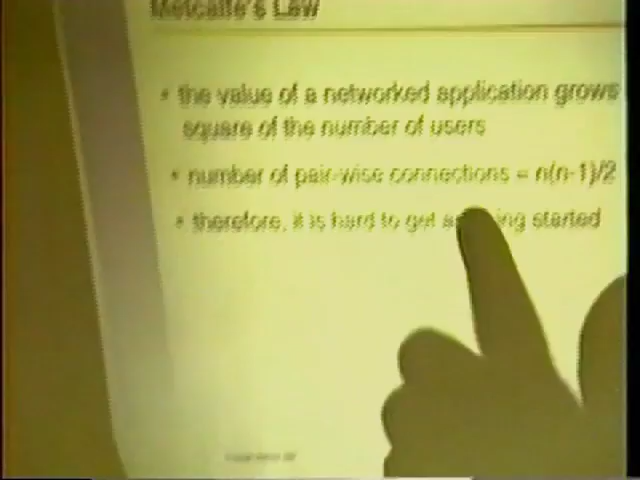 Metcalfe's Law
• the value of a networked application grows
square of the number of users
• number of pair-wise connections = n(n-1)/2
• therefore, it is hard to get started